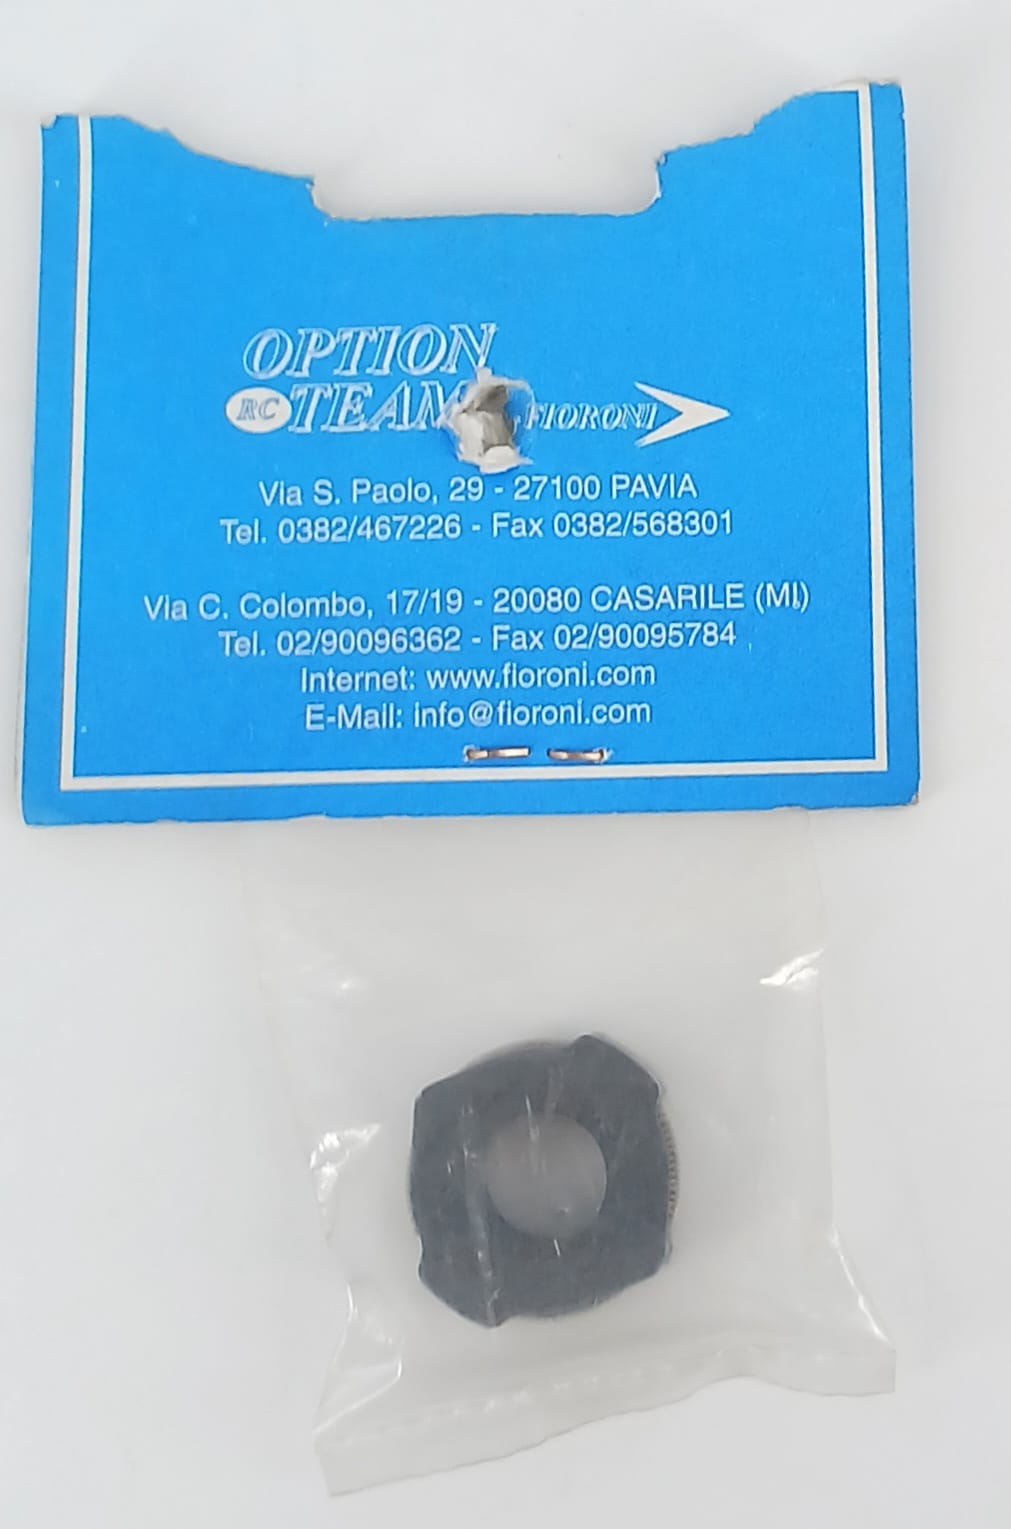 OPTION
RC TEAM FIORONI
Via S. Paolo, 29 - 27100 PAVIA
Tel. 0382/467226 - Fax 0382/568301
Via C. Colombo, 17/19 - 20080 CASARILE (MI)
Tel. 02/90096362 - Fax 02/90095784
Internet: www.fioroni.com
E-Mail: info@fioroni.com